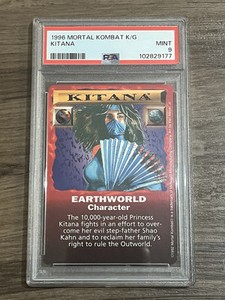 1996 MORTAL KOMBAT K/G
KITANA
MINT
9
PSA
102829177
KITANA
EARTHWORLD
Character
The 10,000-year-old Princess
Kitana fights in an effort to over-
come her evil step-father Shao
Kahn and to reclaim her family's
right to rule the Outworld.